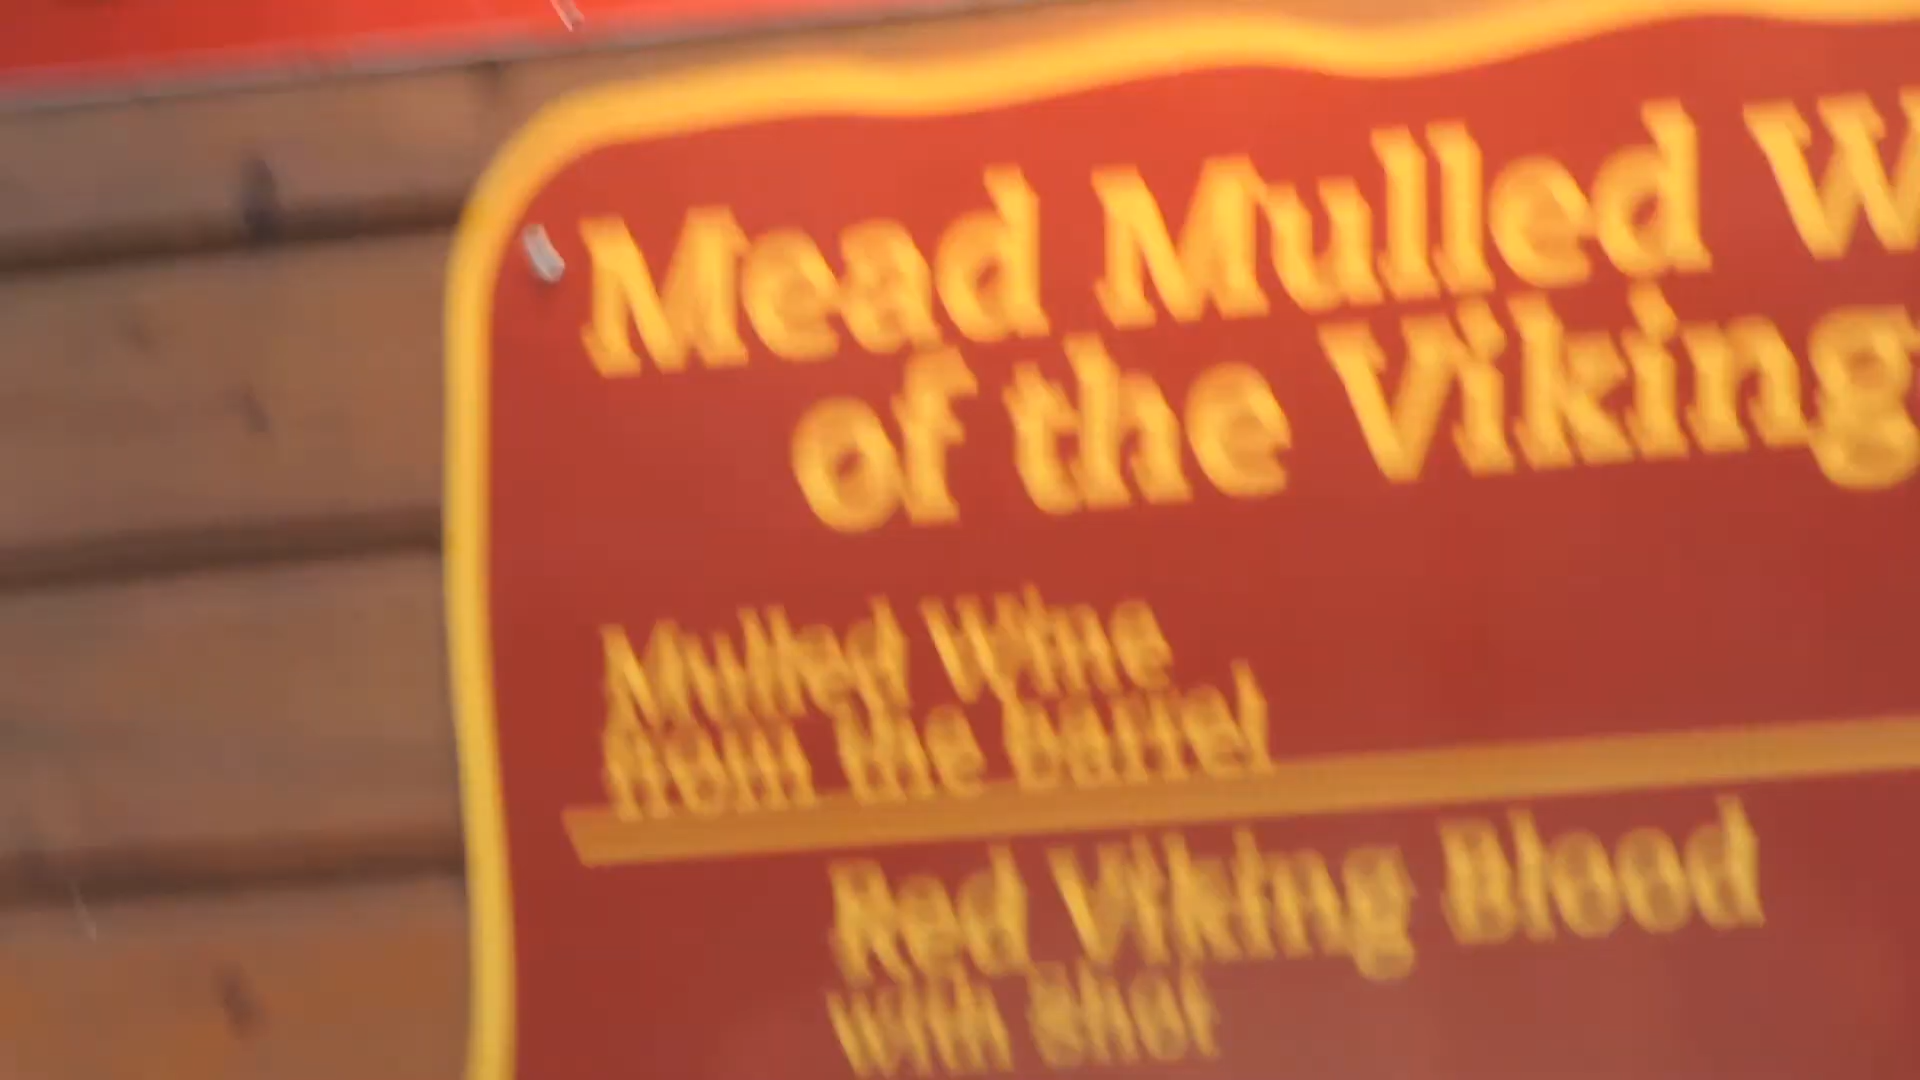 Mead Mulled W
of the Viking
Mulled Wine
from the barrel
Red Viking Blood
with Shot